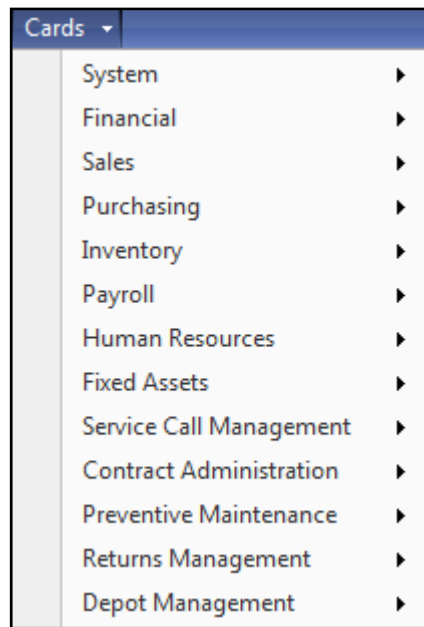 Cards
System
Financial
Sales
Purchasing
Inventory
Payroll
Human Resources
Fixed Assets
Service Call Management
Contract Administration
Preventive Maintenance
Returns Management
Depot Management